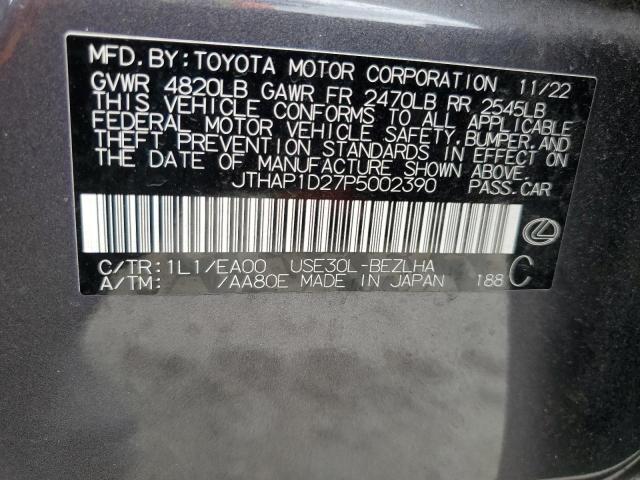 MFD. BY: TOYOTA MOTOR CORPORATION 11/22
GVWR 4820LB GAWR FR 2470LB RR 2545LB
THIS VEHICLE CONFORMS TO ALL APPLICABLE
FEDERAL MOTOR VEHICLE SAFETY, BUMPER, AND
THEFT PREVENTION STANDARDS IN EFFECT ON
THE DATE OF MANUFACTURE SHOWN ABOVE.
JTHAP1D27P5002390 PASS. CAR
C/TR: 1L1/EA00 USE30L-BEZLHA
A/TM: /AA80E MADE IN JAPAN 188 C